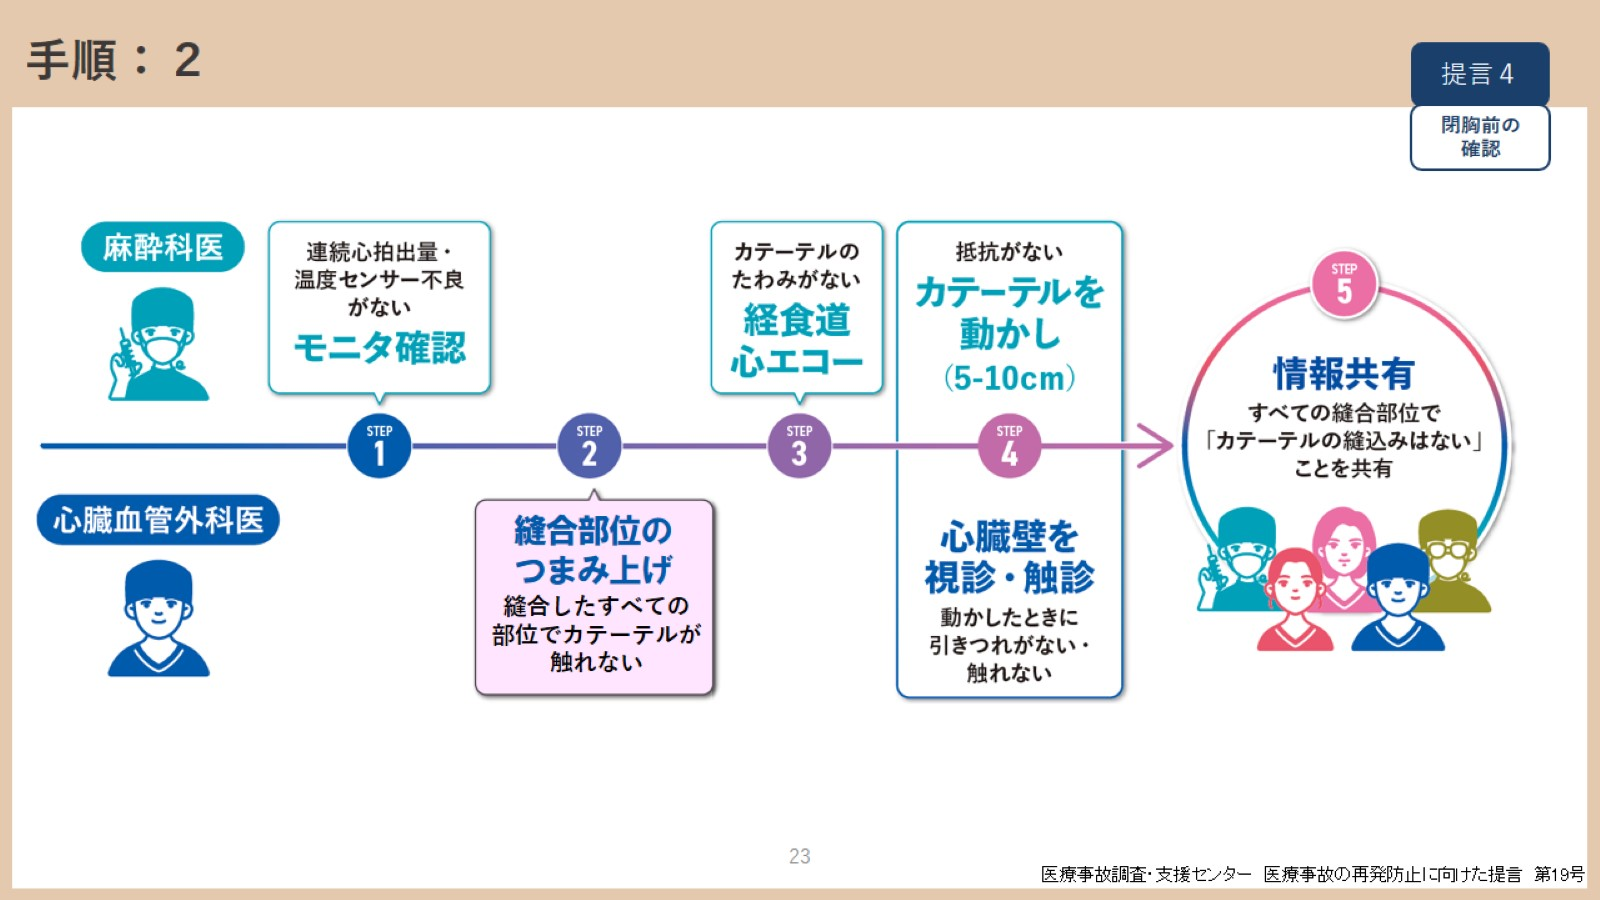 手順：２
提言４
閉胸前の
確認
麻酔科医
連続心拍出量・
温度センサー不良
がない
モニタ確認
カテーテルの
たわみがない
経食道
心エコー
抵抗がない
カテーテルを
動かし
（5-10cm）
STEP
1
STEP
2
STEP
3
STEP
4
STEP
5
情報共有
すべての縫合部位で
「カテーテルの縫込みはない」
ことを共有
心臓血管外科医
縫合部位の
つまみ上げ
縫合したすべての
部位でカテーテルが
触れない
心臓壁を
視診・触診
動かしたときに
引きつれがない・
触れない
23
医療事故調査・支援センター　医療事故の再発防止に向けた提言　第19号